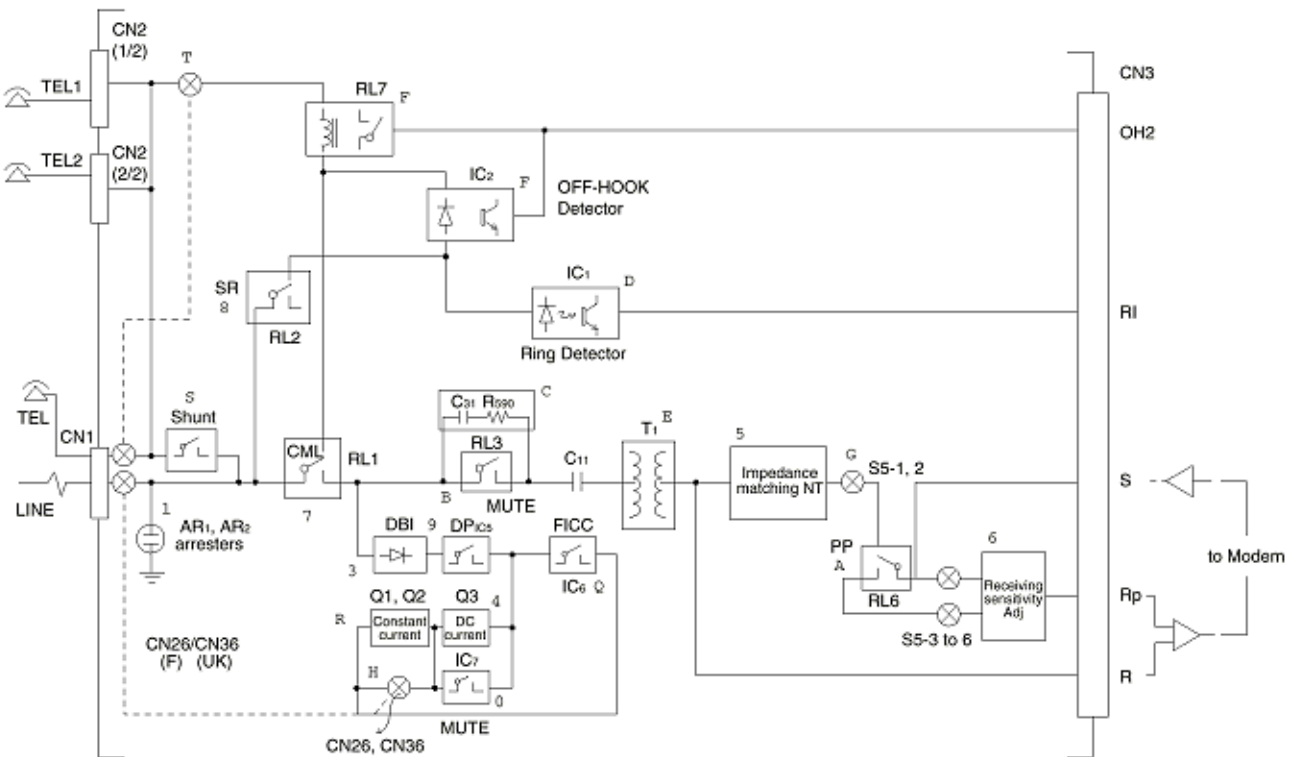 CN2
(1/2)
T
CN3
TEL1
RL7
F
OH2
TEL2
CN2
(2/2)
IC2
F
OFF-HOOK
Detector
SR
8
RL2
IC1
D
RI
Ring Detector
TEL
S
Shunt
C31 R590
C
CN1
CML
RL1
RL3
B
MUTE
C11
T1
E
5
Impedance
matching NT
G
S5-1, 2
S
LINE
1
AR1, AR2
arresters
7
DBI
9
DPIC5
FICC
3
IC6 Q
PP
A
RL6
6
Receiving
sensitivity
Adj
to Modem
Rp
S5-3 to 6
R
Q1, Q2
Q3
4
R
Constant
current
DC
current
CN26/CN36
(F) (UK)
H
IC7
0
MUTE
CN26, CN36